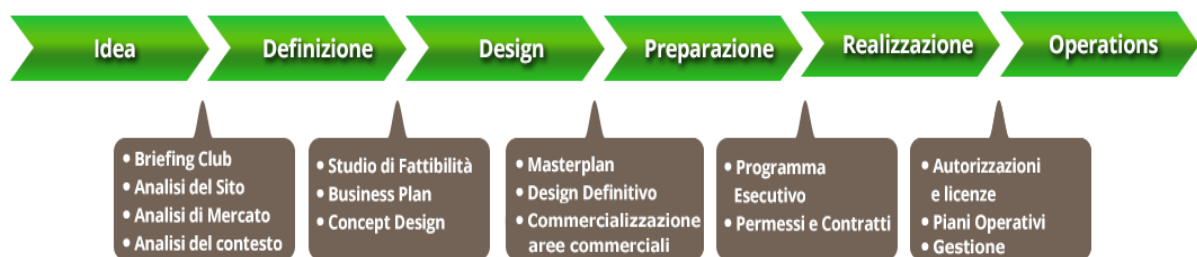 Idea
Definizione
Design
Preparazione
Realizzazione
Operations
• Briefing Club
• Analisi del Sito
• Analisi di Mercato
• Analisi del contesto
• Studio di Fattibilità
• Business Plan
• Concept Design
• Masterplan
• Design Definitivo
• Commercializzazione
aree commerciali
• Programma
Esecutivo
• Permessi e Contratti
• Autorizzazioni
e licenze
• Piani Operativi
• Gestione